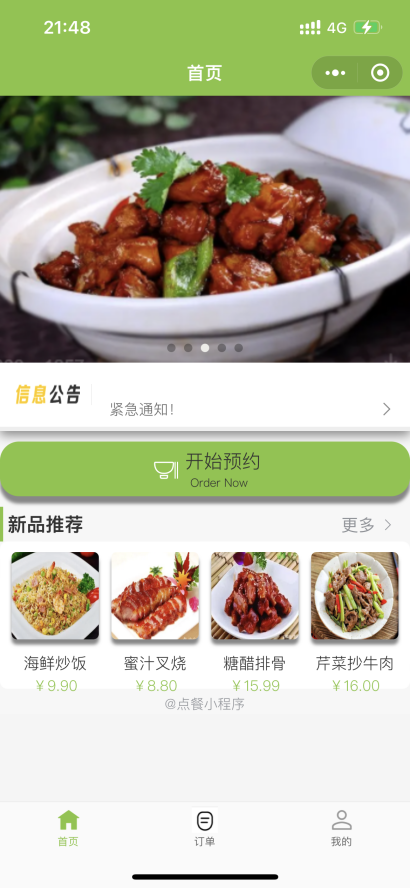 21:48
4G
首页
信息公告
紧急通知!
开始预约
Order Now
新品推荐
更多
海鲜炒饭
蜜汁叉烧
糖醋排骨
芹菜抄牛肉
￥9.90
￥8.80
￥15.99
￥16.00
@点餐小程序
首页
订单
我的